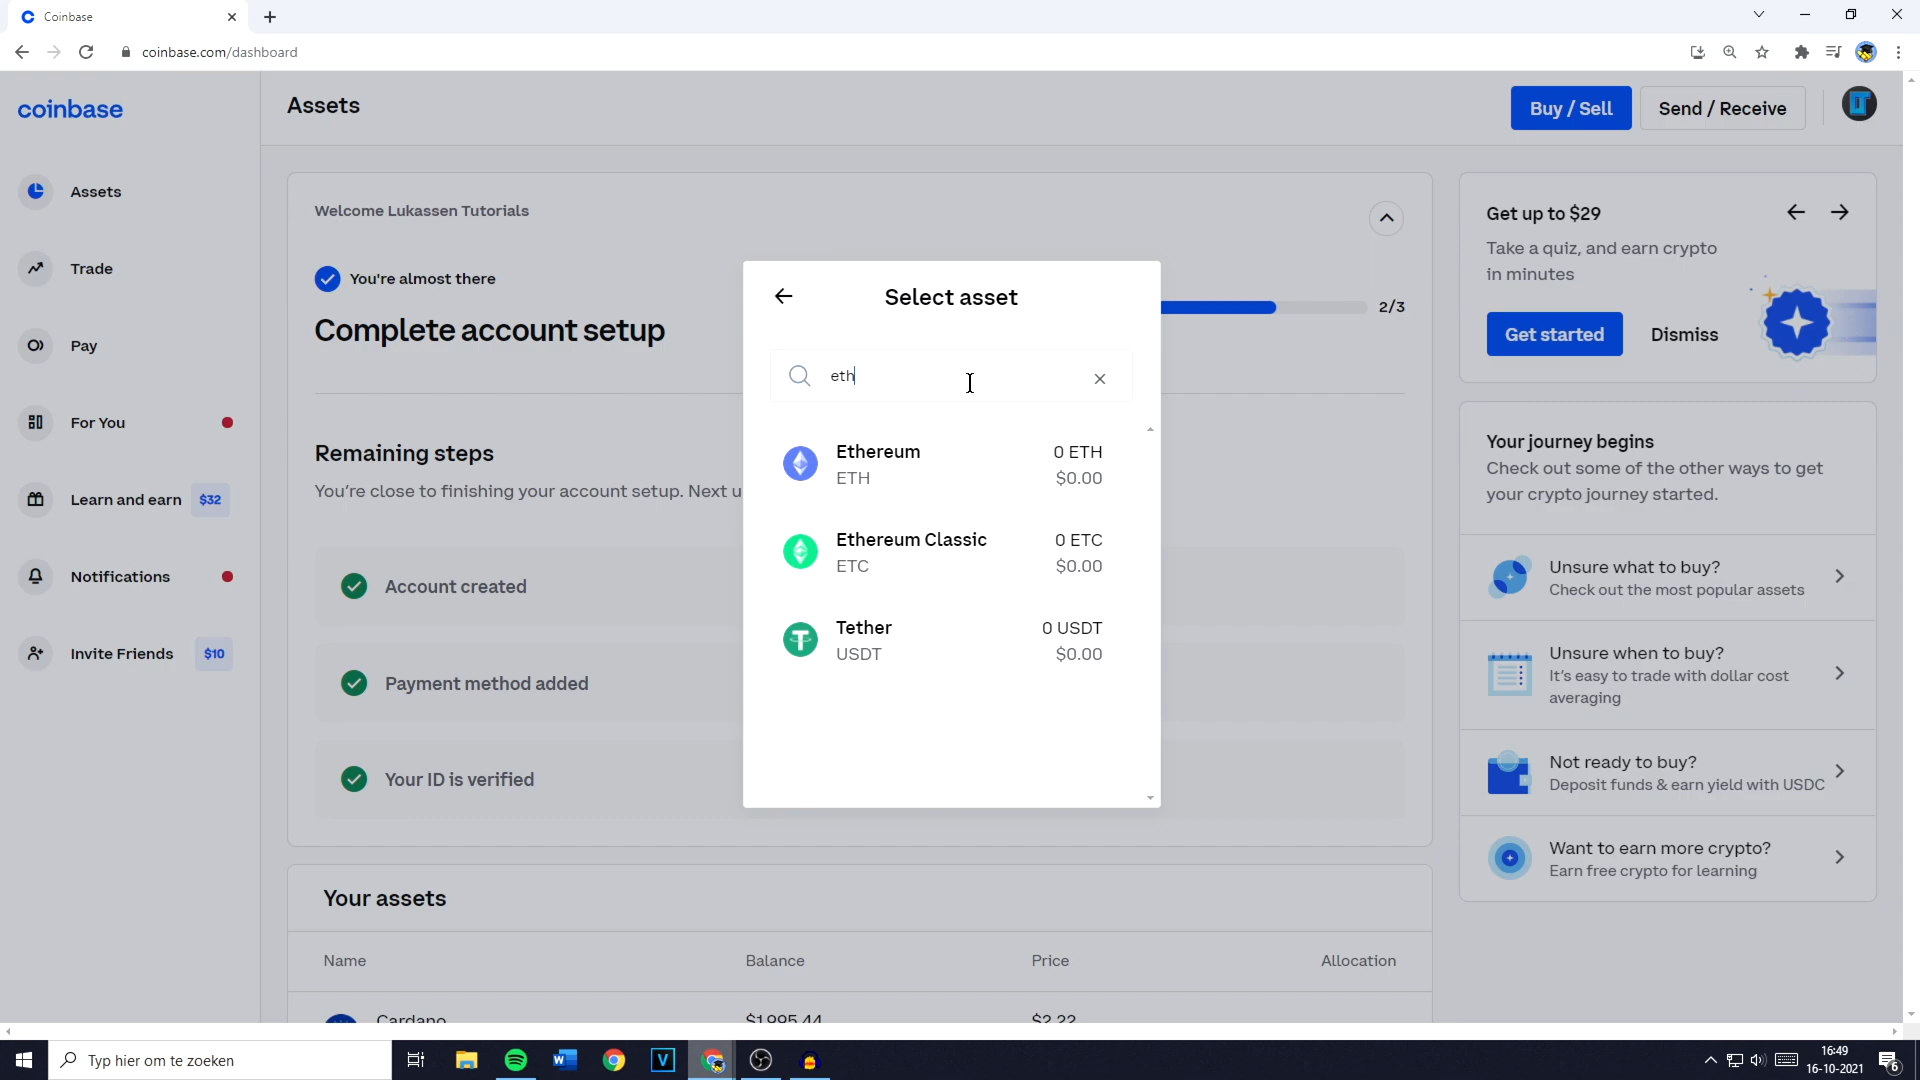 Coinbase
coinbase.com/dashboard
coinbase
Assets
Buy / Sell
Send / Receive
Assets
Trade
Pay
For You
Learn and earn $32
Notifications
Invite Friends $10
Welcome Lukassen Tutorials
You're almost there
Complete account setup
2/3
Remaining steps
You're close to finishing your account setup. Next u
Account created
Payment method added
Your ID is verified
Select asset
eth
Ethereum 0 ETH
ETH $0.00
Ethereum Classic 0 ETC
ETC $0.00
Tether 0 USDT
USDT $0.00
Your assets
Name Balance Price Allocation
Cardano $1,995.44 $2.22
Get up to $29
Take a quiz, and earn crypto
in minutes
Get started Dismiss
Your journey begins
Check out some of the other ways to get
your crypto journey started.
Unsure what to buy?
Check out the most popular assets
Unsure when to buy?
It's easy to trade with dollar cost
averaging
Not ready to buy?
Deposit funds & earn yield with USDC
Want to earn more crypto?
Earn free crypto for learning
Typ hier om te zoeken
16:49
16-10-2021
6